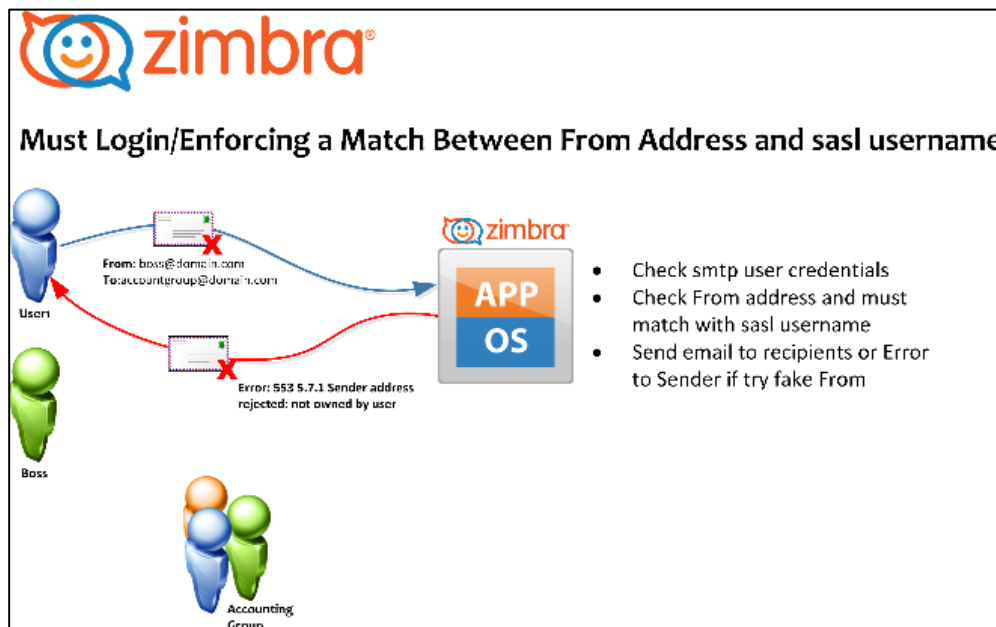 zimbra®
Must Login/Enforcing a Match Between From Address and sasl username
From: boss@domain.com
To:accountgroup@domain.com
User1
zimbra
APP
OS
Error: 553 5.7.1 Sender address
rejected: not owned by user
Boss
• Check smtp user credentials
• Check From address and must
match with sasl username
• Send email to recipients or Error
to Sender if try fake From
Accounting
Group